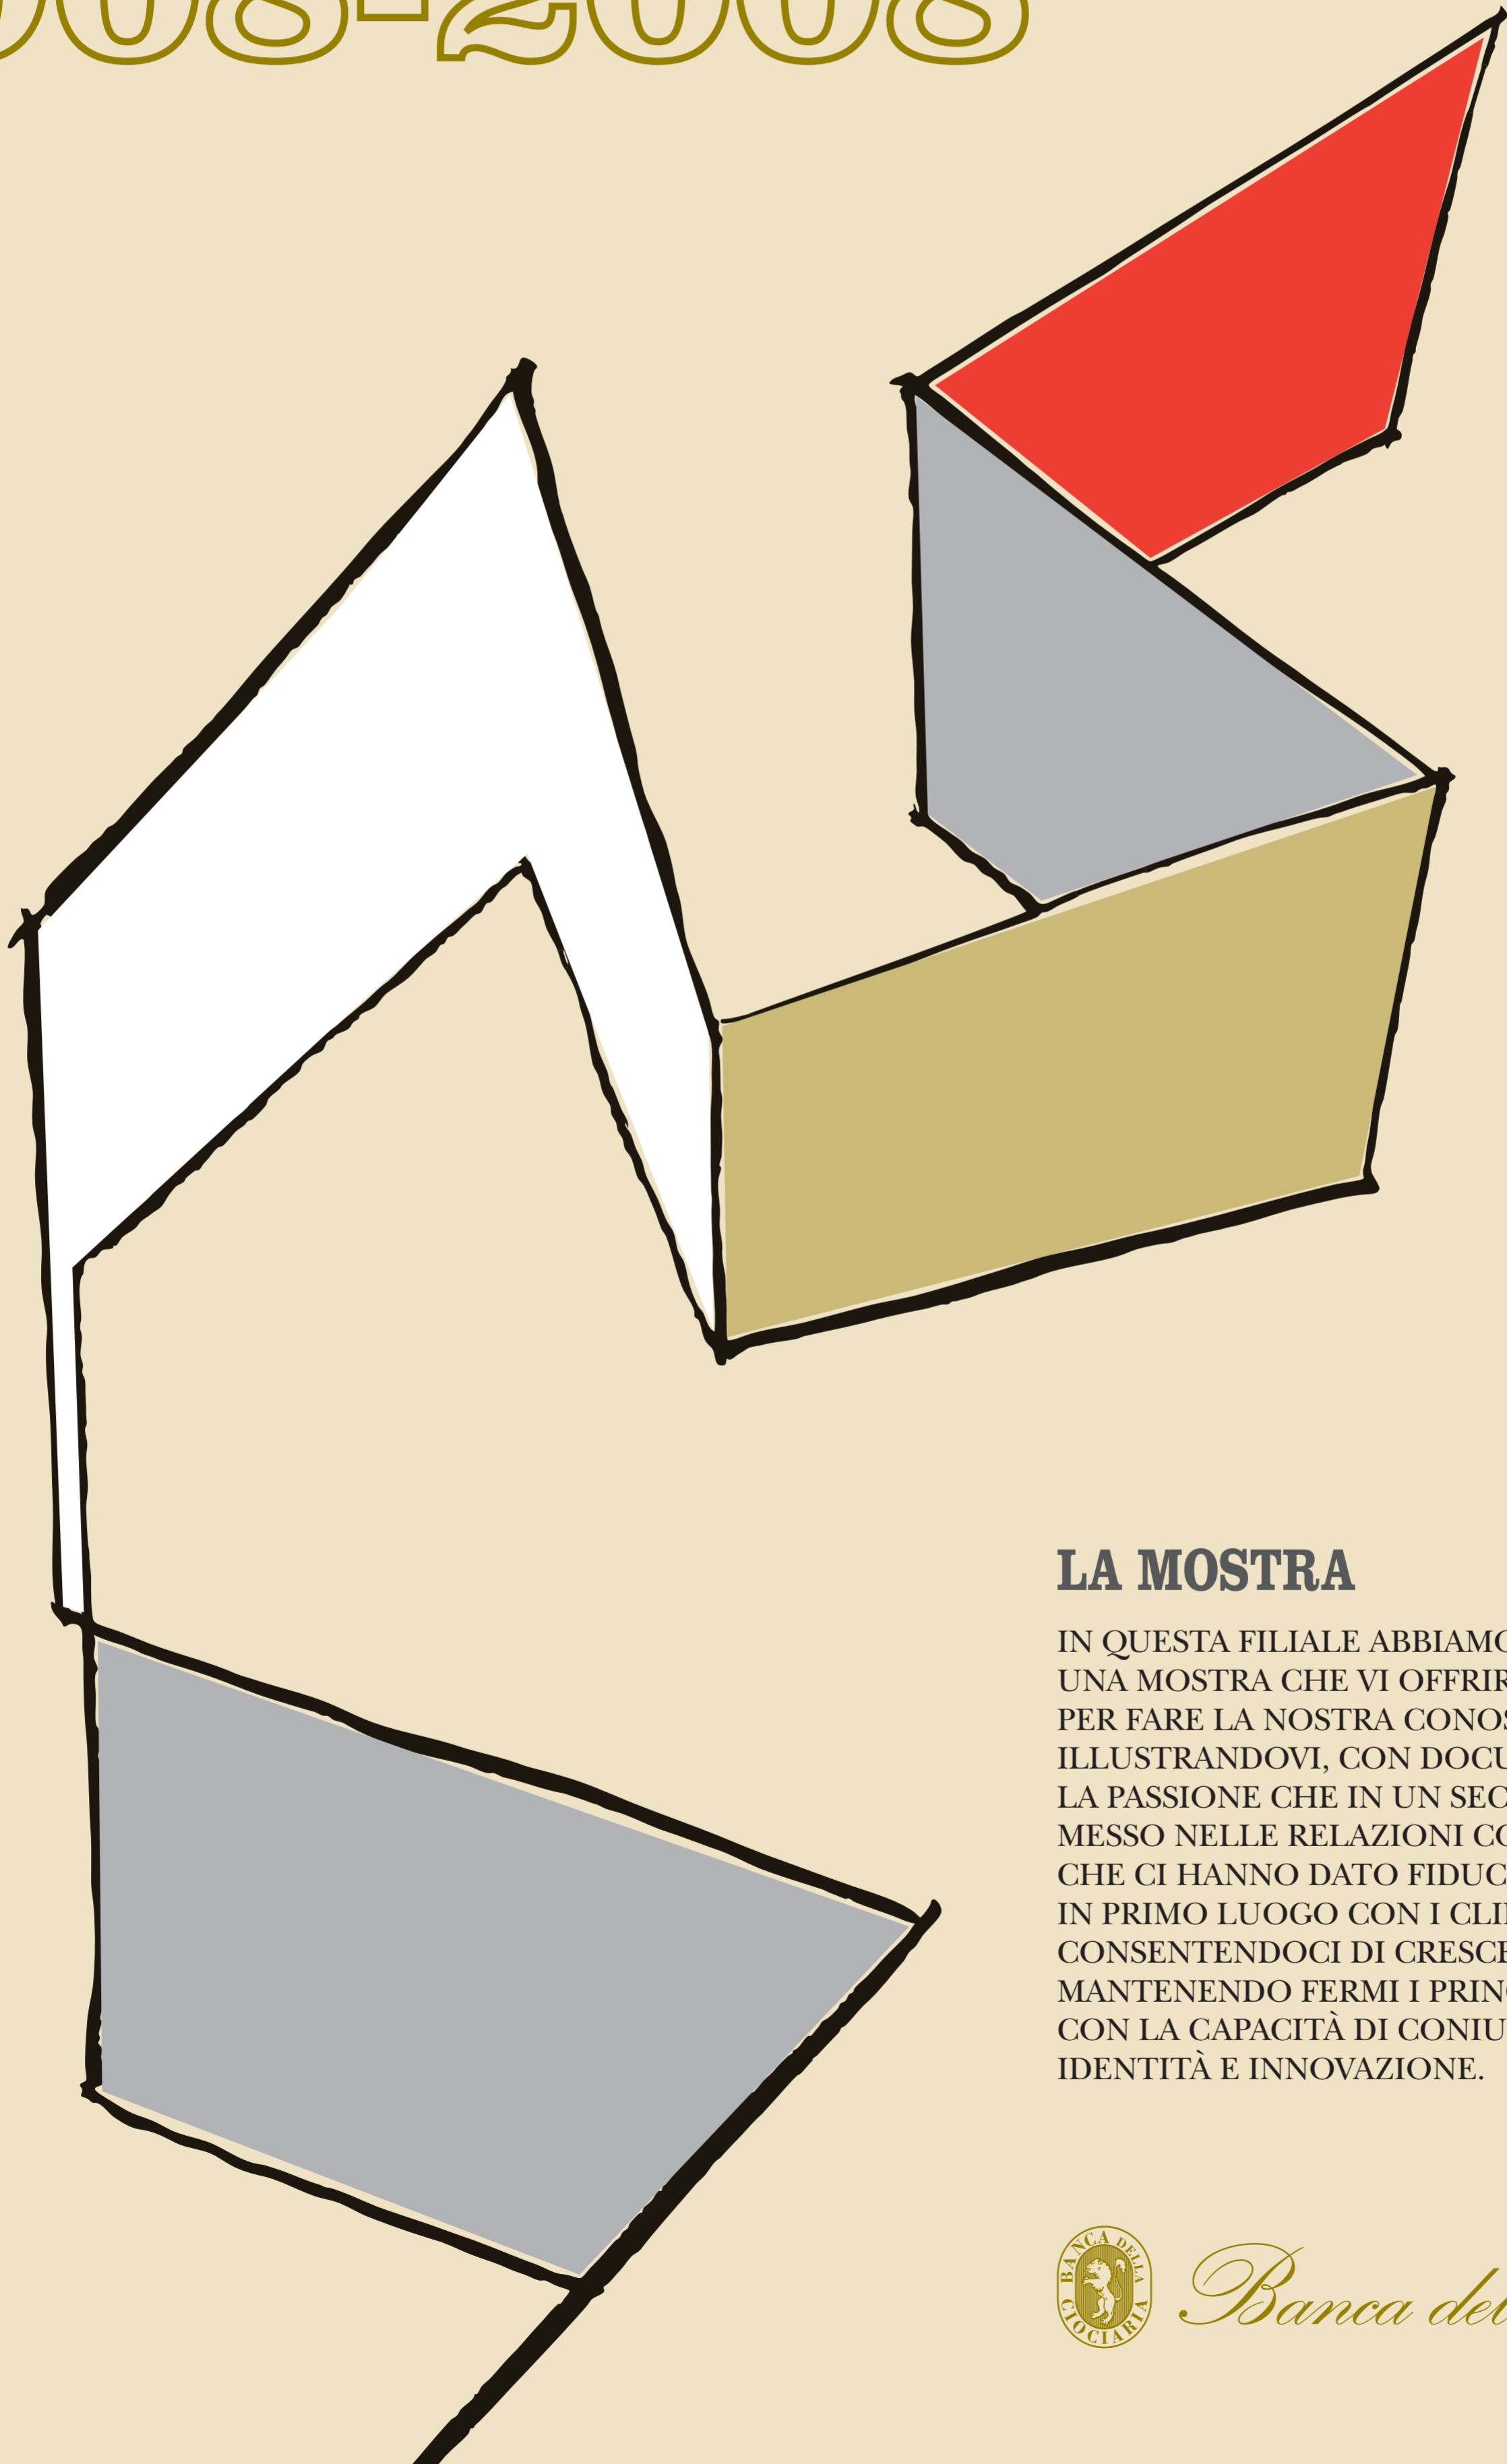 008-2008
LA MOSTRA
IN QUESTA FILIALE ABBIAMO
UNA MOSTRA CHE VI OFFRIR
PER FARE LA NOSTRA CONOS
ILLUSTRANDOVI, CON DOCU
LA PASSIONE CHE IN UN SEC
MESSO NELLE RELAZIONI CO
CHE CI HANNO DATO FIDUC
IN PRIMO LUOGO CON I CLI
CONSENTENDOCI DI CRESCE
MANTENENDO FERMI I PRINC
CON LA CAPACITÀ DI CONIU
IDENTITÀ E INNOVAZIONE.
BANCA DELLA CIOCIARIA
Banca del